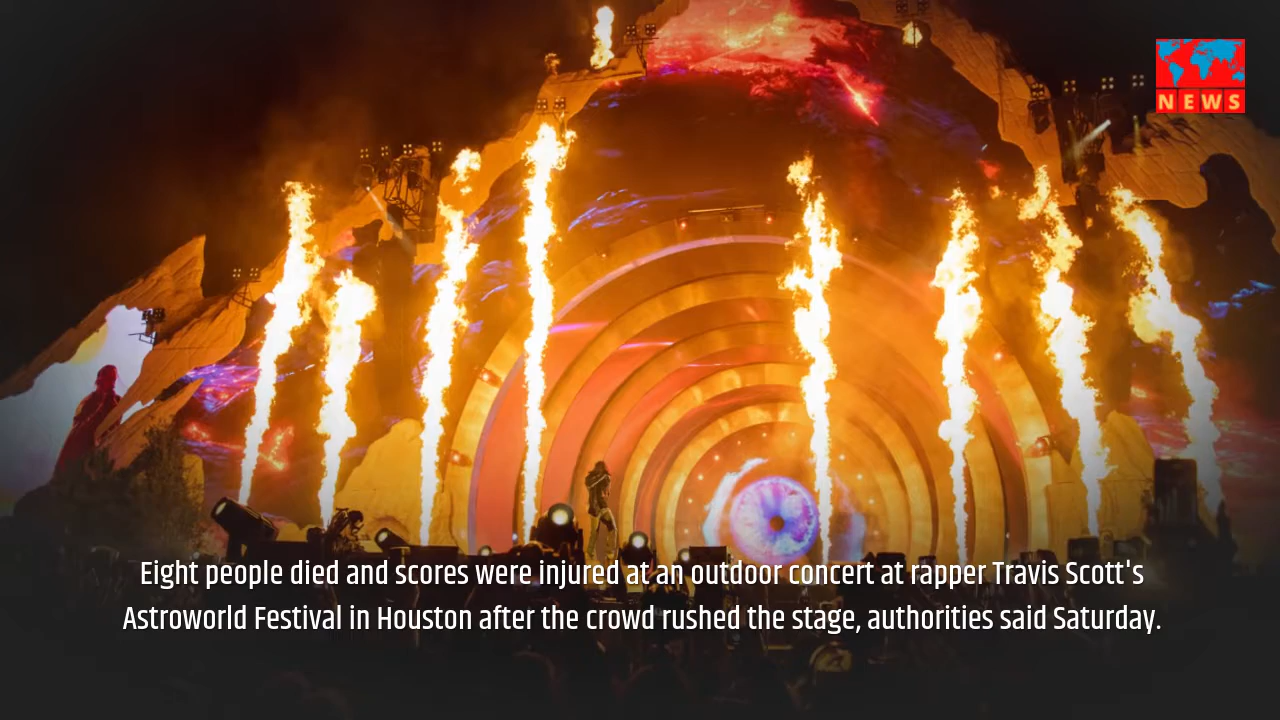 NEWS
Eight people died and scores were injured at an outdoor concert at rapper Travis Scott's
Astroworld Festival in Houston after the crowd rushed the stage, authorities said Saturday.